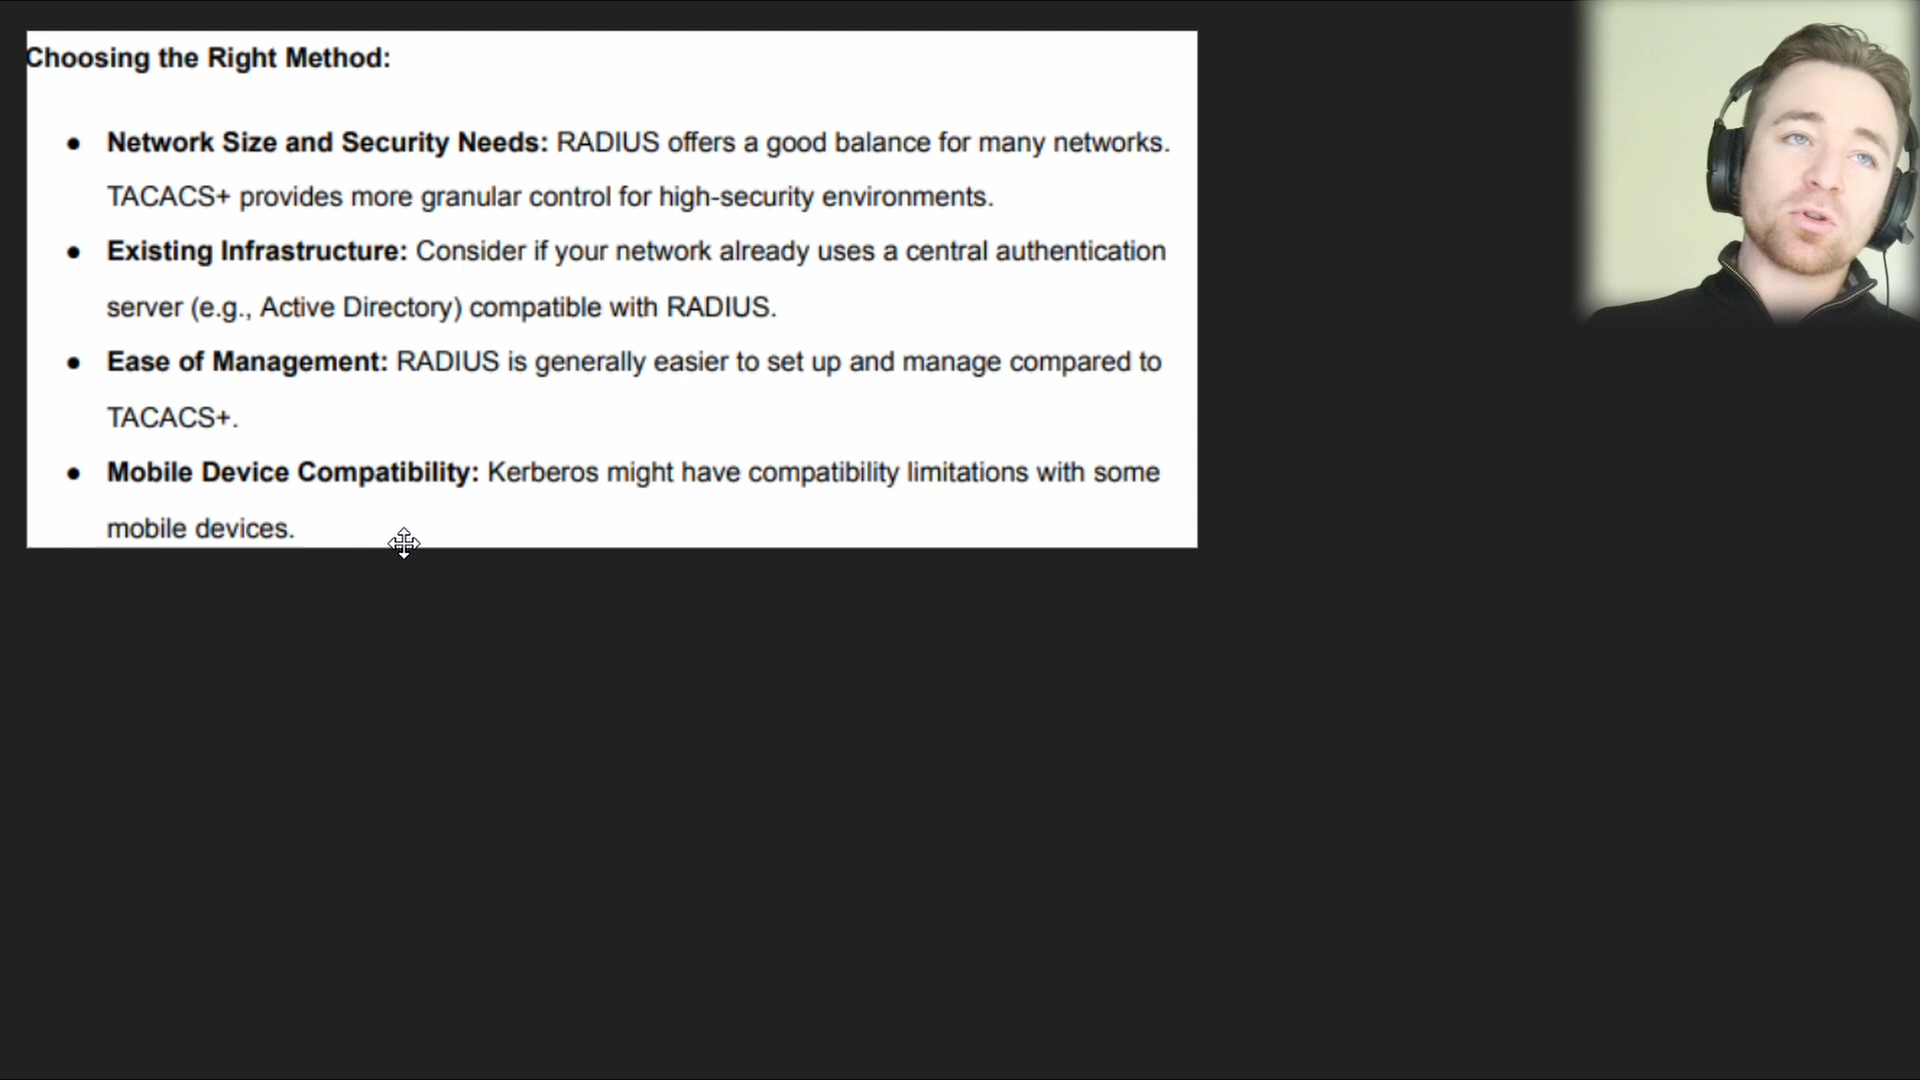 Choosing the Right Method:
● Network Size and Security Needs: RADIUS offers a good balance for many networks.
TACACS+ provides more granular control for high-security environments.
● Existing Infrastructure: Consider if your network already uses a central authentication
server (e.g., Active Directory) compatible with RADIUS.
● Ease of Management: RADIUS is generally easier to set up and manage compared to
TACACS+.
● Mobile Device Compatibility: Kerberos might have compatibility limitations with some
mobile devices.